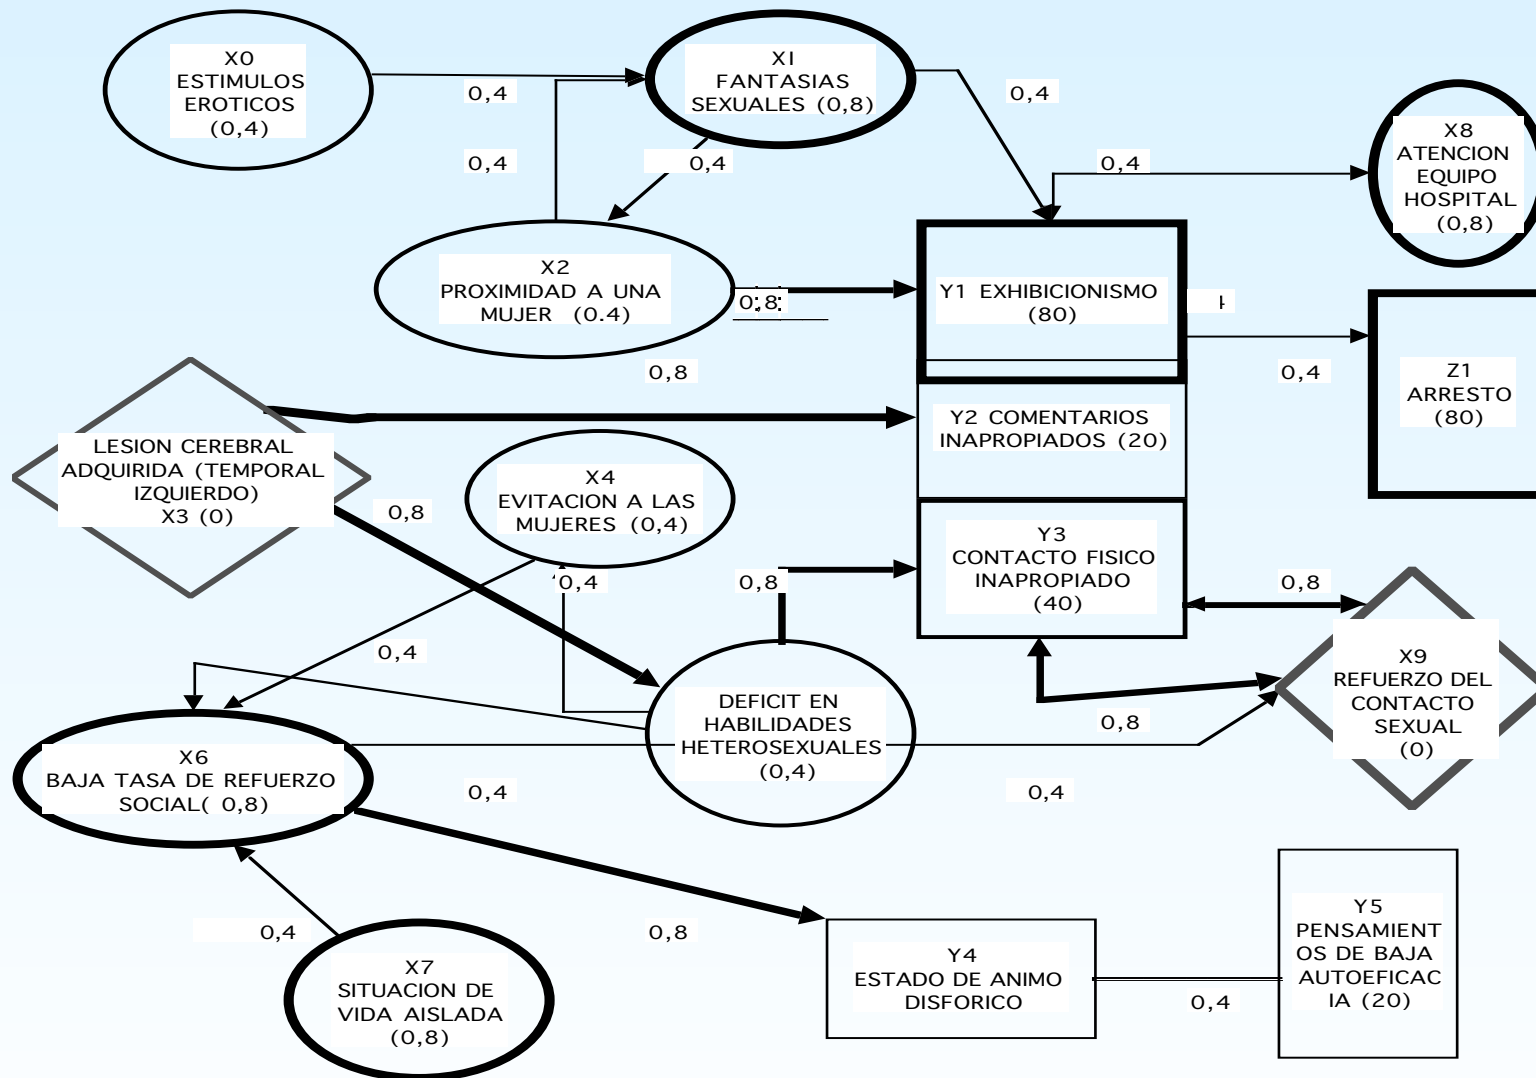 X0
ESTIMULOS
EROTICOS
(0,4)
0,4
XI
FANTASIAS
SEXUALES (0,8)
0,4
X8
ATENCION
EQUIPO
HOSPITAL
(0,8)
0,4
0,4
0,4
X2
PROXIMIDAD A UNA
MUJER (0.4)
0,8
Y1 EXHIBICIONISMO
(80)
0,8
0,4
Z1
ARRESTO
(80)
LESION CEREBRAL
ADQUIRIDA (TEMPORAL
IZQUIERDO)
X3 (0)
Y2 COMENTARIOS
INAPROPIADOS (20)
X4
EVITACION A LAS
MUJERES (0,4)
0,8
0,4
0,8
Y3
CONTACTO FISICO
INAPROPIADO
(40)
0,8
0,4
X9
REFUERZO DEL
CONTACTO
SEXUAL
(0)
DEFICIT EN
HABILIDADES
HETEROSEXUALES
(0,4)
0,8
X6
BAJA TASA DE REFUERZO
SOCIAL( 0,8)
0,4
0,4
0,4
0,8
X7
SITUACION DE
VIDA AISLADA
(0,8)
Y4
ESTADO DE ANIMO
DISFORICO
0,4
Y5
PENSAMIENT
OS DE BAJA
AUTOEFICAC
IA (20)